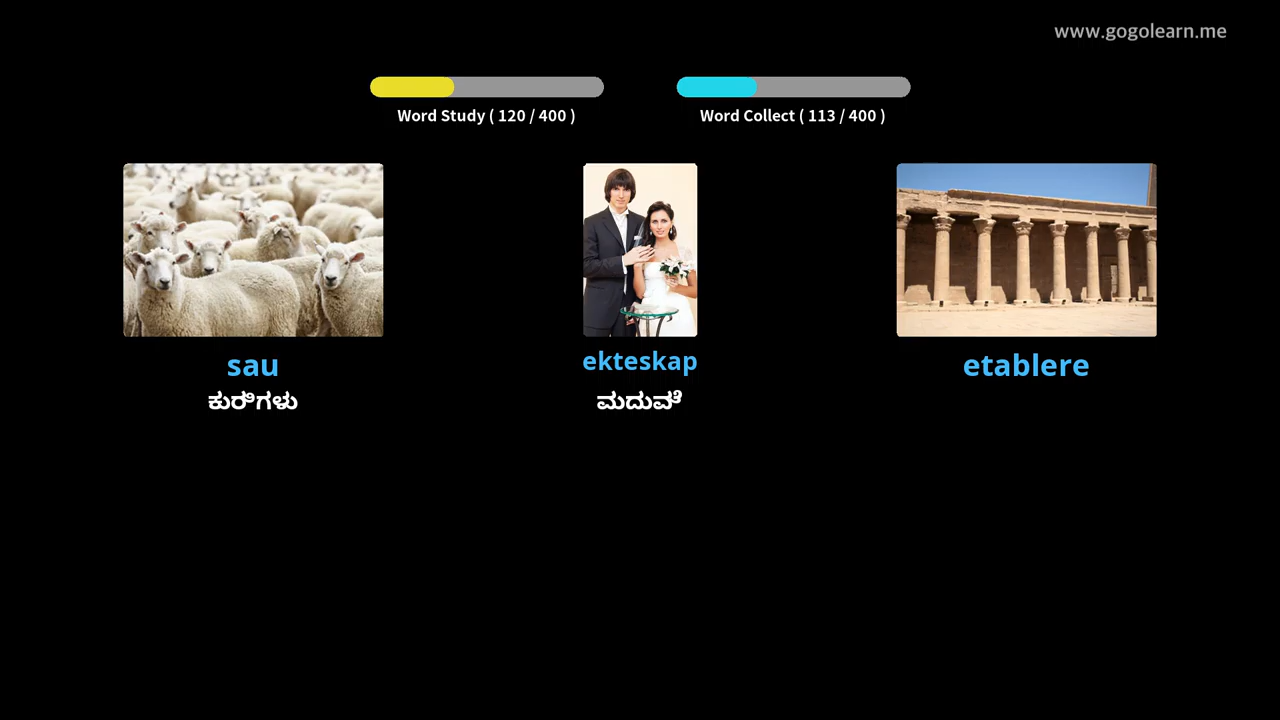 www.gogolearn.me
Word Study ( 120 / 400 )
Word Collect ( 113 / 400 )
sau
ಕುರಿಗಳು
ekteskap
ಮದುವೆ
etablere